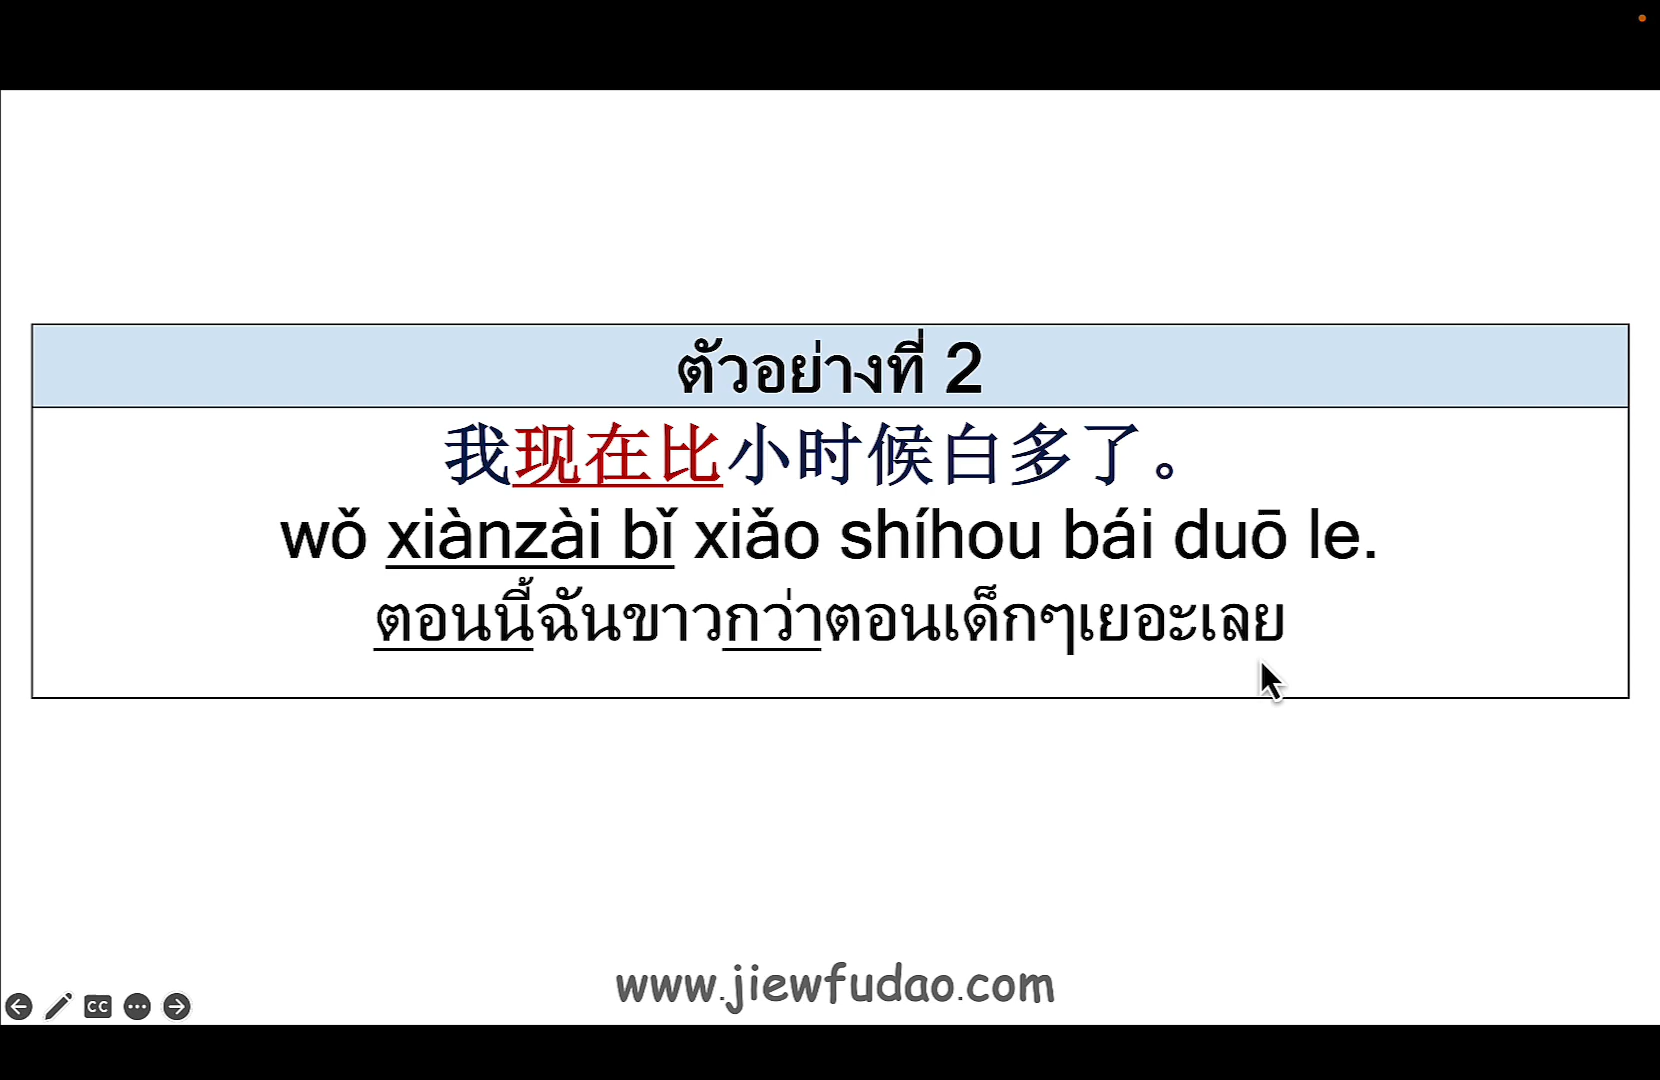 ตัวอย่างที่ 2
我现在比小时候白多了。
wǒ xiànzài bǐ xiǎo shíhou bái duō le.
ตอนนี้ฉันขาวกว่าตอนเด็กๆเยอะเลย
www.jiewfudao.com
CC